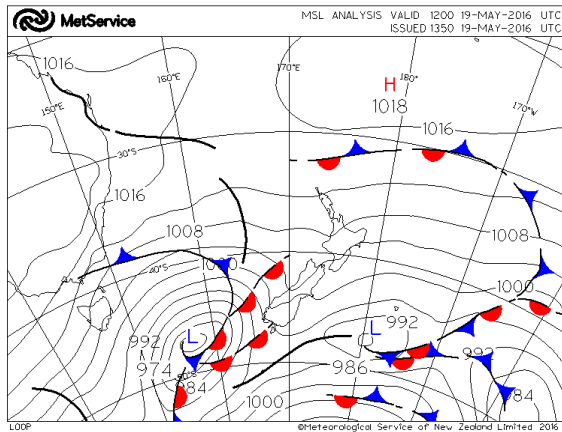 MetService
MSL ANALYSIS VALID 1200 19-MAY-2016 UTC
ISSUED 1350 19-MAY-2016 UTC
1016
160°E
170°E
H
180°
1018
150°E
170°W
1016
30°S
1016
1008
1008
40°S
1000
1000
L
992
L
992
992
974
986
984
984
50°S
1000
LOOP
©Meteorological Service of New Zealand Limited 2016